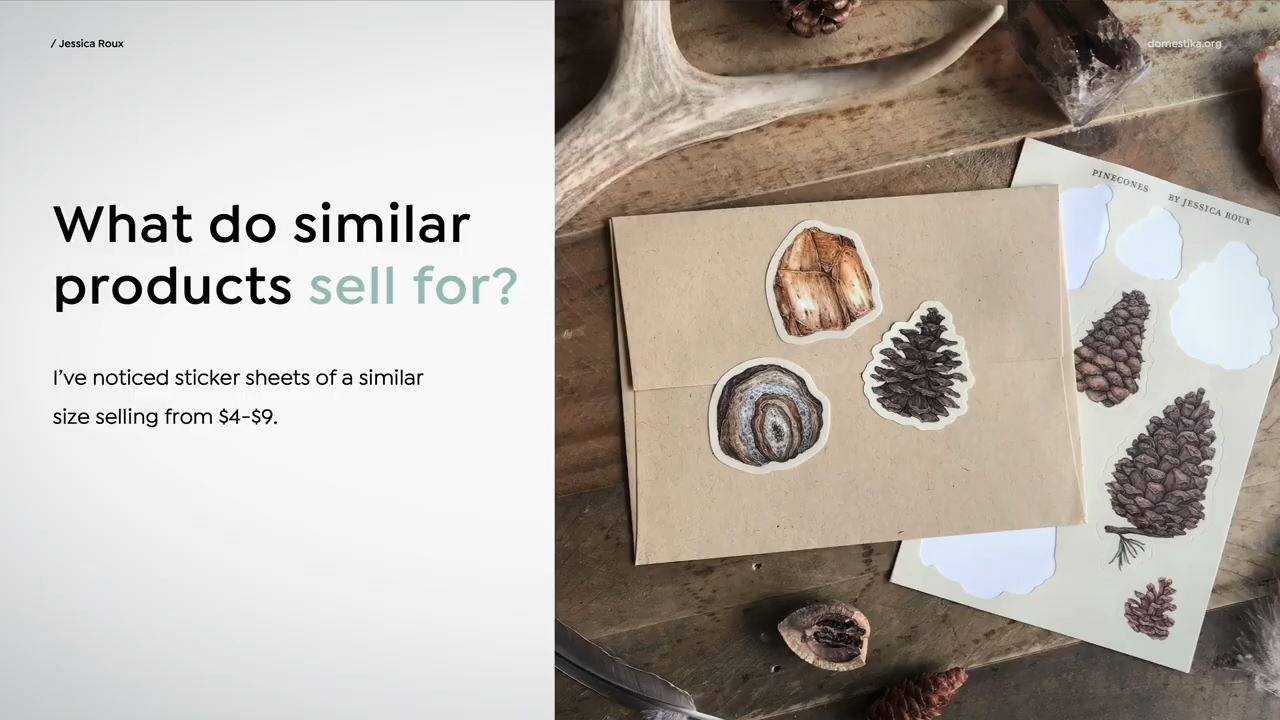 / Jessica Roux
domestika.org
What do similar
products sell for?
I've noticed sticker sheets of a similar
size selling from $4-$9.
PINECONES
BY JESSICA ROUX